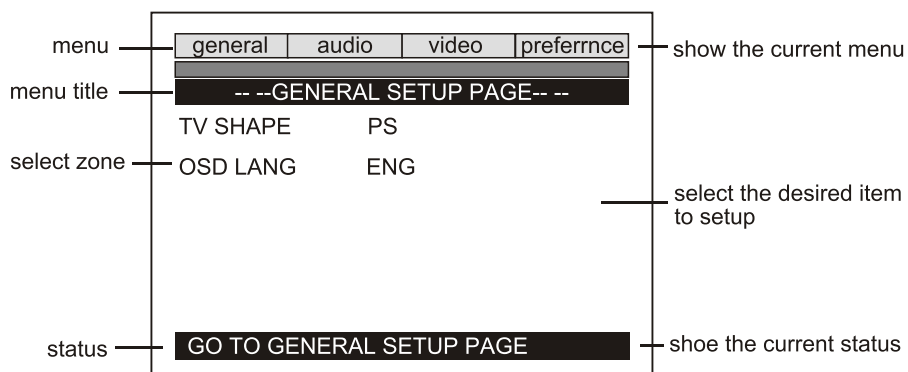 menu
general audio video preferrnce
show the current menu
menu title
-- --GENERAL SETUP PAGE-- --
TV SHAPE PS
select zone
OSD LANG ENG
select the desired item
to setup
status
GO TO GENERAL SETUP PAGE
shoe the current status